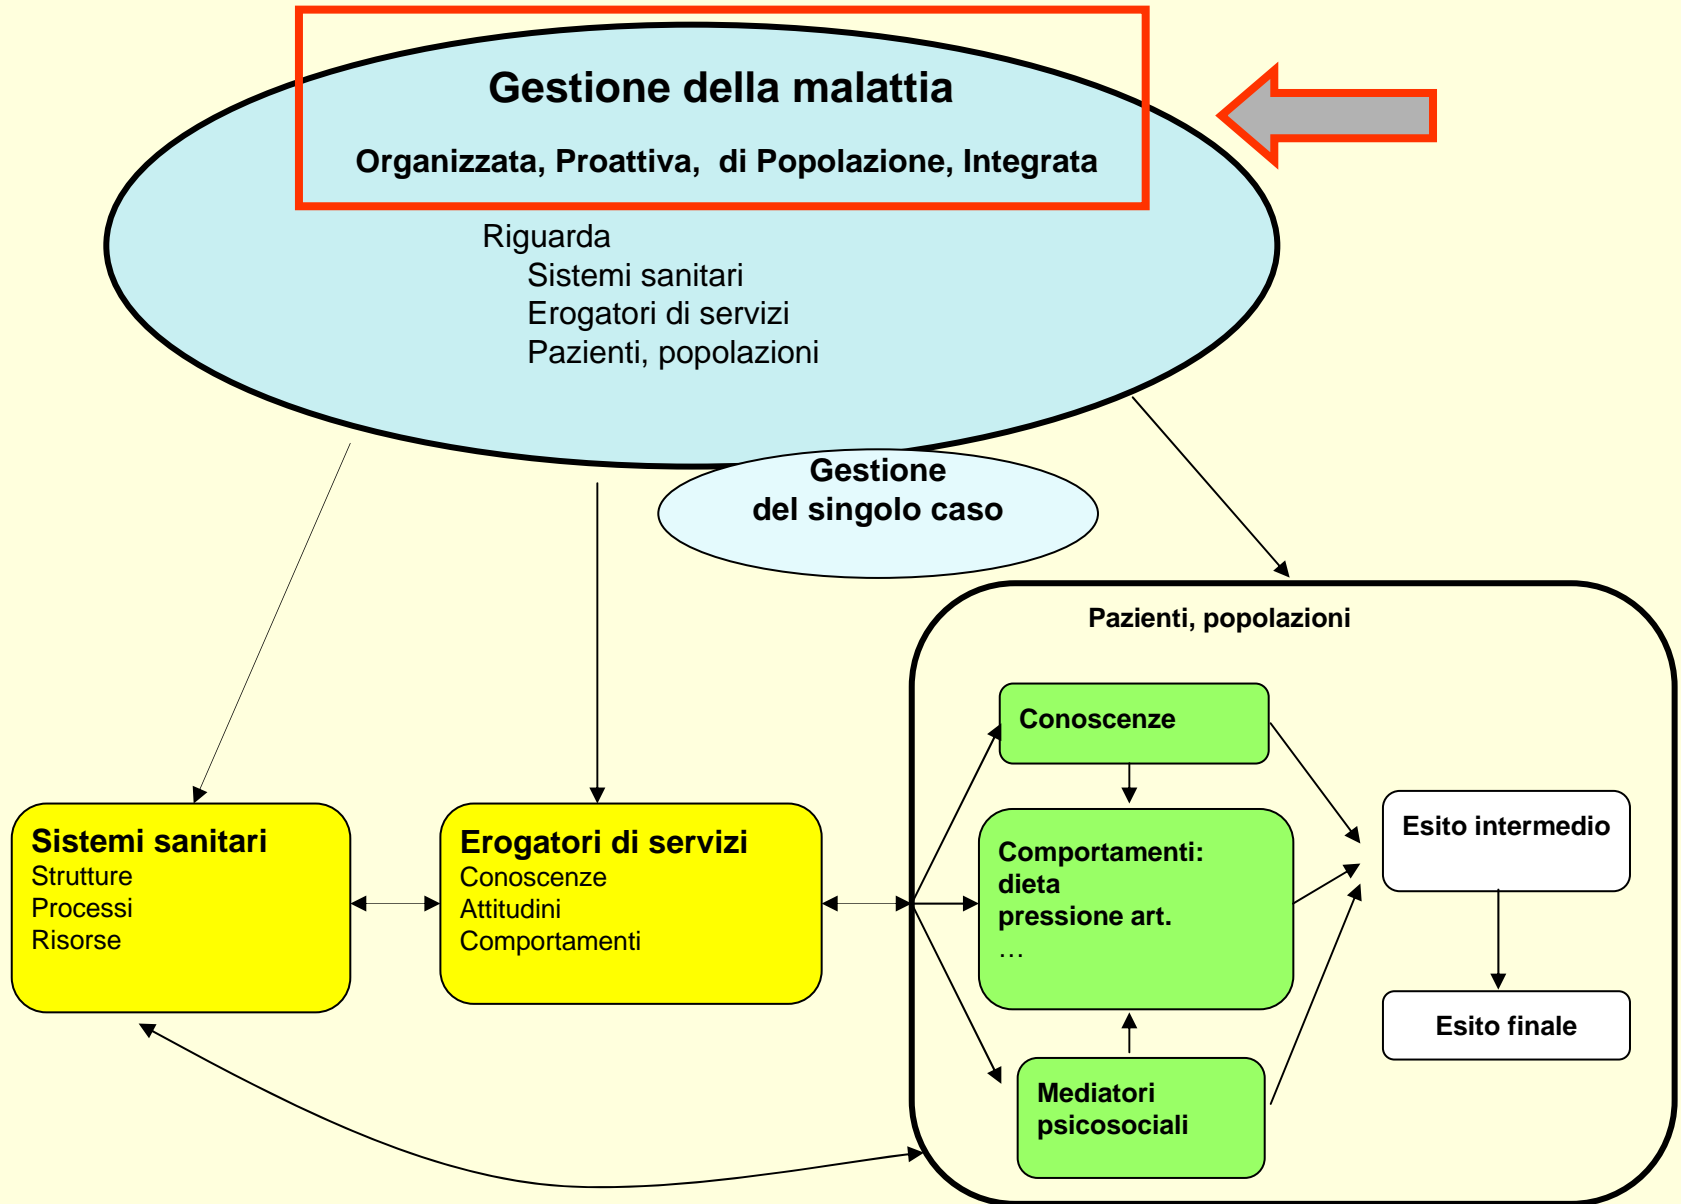 Gestione della malattia
Organizzata, Proattiva, di Popolazione, Integrata
Riguarda
Sistemi sanitari
Erogatori di servizi
Pazienti, popolazioni
Gestione
del singolo caso
Pazienti, popolazioni
Sistemi sanitari
Strutture
Processi
Risorse
Erogatori di servizi
Conoscenze
Attitudini
Comportamenti
Conoscenze
Comportamenti:
dieta
pressione art.
…
Mediatori
psicosociali
Esito intermedio
Esito finale